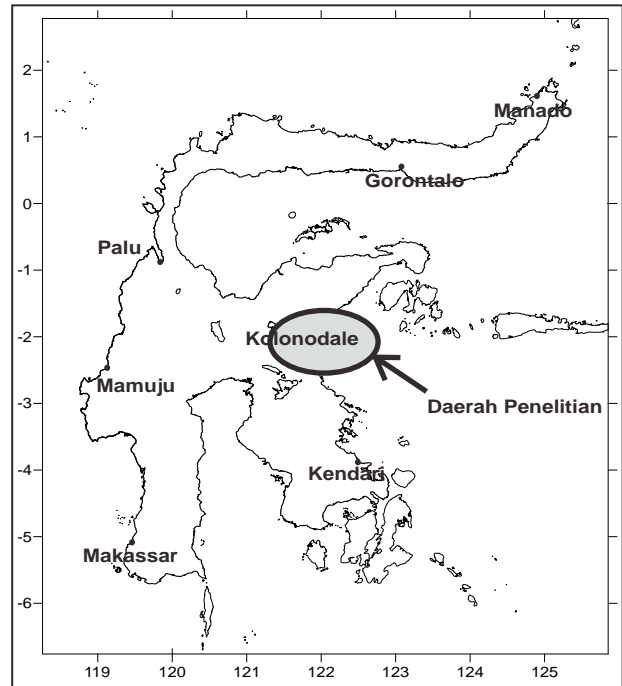 2
Manado
1
Gorontalo
0
Palu
-1
Kolonodale
-2
Mamuju
Daerah Penelitian
-3
Kendari
-4
-5
Makassar
-6
119 120 121 122 123 124 125